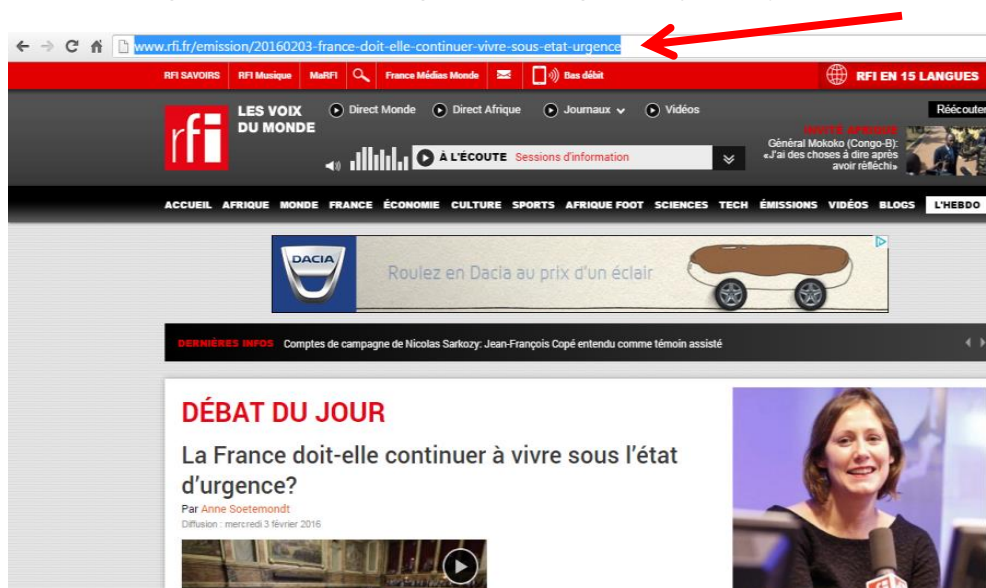 www.rfi.fr/emission/20160203-france-doit-elle-continuer-vivre-sous-etat-urgence
RFI SAVOIRS RFI Musique MaRFI France Médias Monde Bas débit RFI EN 15 LANGUES
rfi
LES VOIX
DU MONDE
Direct Monde Direct Afrique Journaux Vidéos
Réécouter
INVITÉ AFRIQUE
Général Mokoko (Congo-B):
«J'ai des choses à dire après
avoir réfléchi»
À L'ÉCOUTE Sessions d'information
ACCUEIL AFRIQUE MONDE FRANCE ÉCONOMIE CULTURE SPORTS AFRIQUE FOOT SCIENCES TECH ÉMISSIONS VIDÉOS BLOGS L'HEBDO
DACIA
Roulez en Dacia au prix d'un éclair
DERNIÈRES INFOS Comptes de campagne de Nicolas Sarkozy: Jean-François Copé entendu comme témoin assisté
DÉBAT DU JOUR
La France doit-elle continuer à vivre sous l'état
d'urgence?
Par Anne Soetemondt
Diffusion : mercredi 3 février 2016